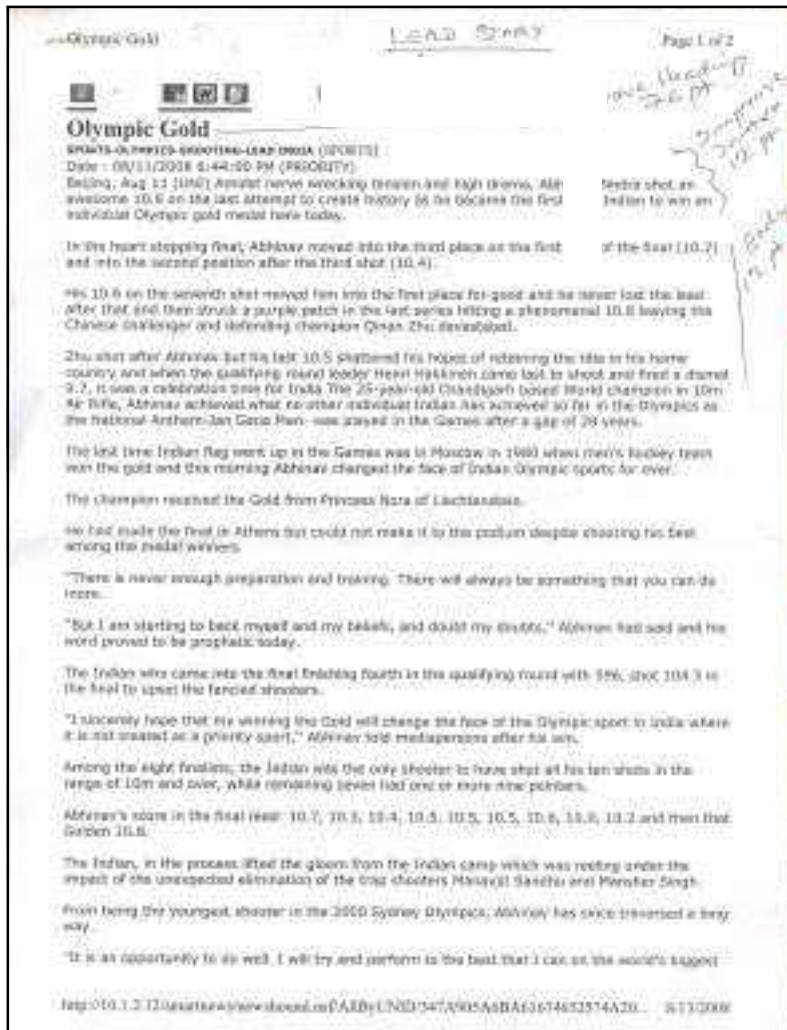 Olympic Gold
LEAD STORY
Page 1 of 2
Heading
26 pt
12 pt
Body
12 pt
Olympic Gold
SPORTS-OLYMPICS-SHOOTING-LEAD INDIA (SPORTS)
Date : 08/11/2008 6:44:00 PM (PRIORITY)
Beijing, Aug 11 (UNI) Amidst nerve wrecking tension and high drama, Bindra shot an
awesome 10.8 on the last attempt to create history as he became the first Indian to win an
individual Olympic gold medal here today.
In the heart stopping final, Abhinav moved into the third place on the first of the final (10.7)
and into the second position after the third shot (10.4).
His 10.6 on the seventh shot moved him into the first place for good and he never lost the lead
after that and then struck a purple patch in the last series hitting a phenomenal 10.8 leaving the
Chinese challenger and defending champion Qinan Zhu devastated.
Zhu shot after Abhinav but his last 10.5 shattered his hopes of retaining the title in his home
country and when the qualifying round leader Henri Hakkinen came last to shoot and fired a dismal
9.7, it was a celebration time for India The 25-year-old Chandigarh based World champion in 10m
Air Rifle, Abhinav achieved what no other individual Indian has achieved so far in the Olympics as
the National Anthem-Jan Gana Man- was played in the Games after a gap of 28 years.
The last time Indian flag went up in the Games was in Moscow in 1980 when men's hockey team
won the gold and this morning Abhinav changed the face of Indian Olympic sports for ever.
The champion received the Gold from Princess Nora of Liechtenstein.
He had made the final in Athens but could not make it to the podium despite shooting his best
among the medal winners.
"There is never enough preparation and training. There will always be something that you can do
more.
"But I am starting to back myself and my beliefs, and doubt my doubts," Abhinav had said and his
word proved to be prophetic today.
The Indian who came into the final finishing fourth in the qualifying round with 596, shot 104.5 in
the final to upset the fancied shooters.
"I sincerely hope that my winning the Gold will change the face of the Olympic sport in India where
it is not treated as a priority sport," Abhinav told mediapersons after his win.
Among the eight finalists, the Indian was the only shooter to have shot all his ten shots in the
range of 10m and over, while remaining seven had one or more nine pointers.
Abhinav's score in the final read: 10.7, 10.3, 10.4, 10.5, 10.5, 10.5, 10.6, 10.0, 10.2 and then that
Golden 10.8.
The Indian, in the process lifted the gloom from the Indian camp which was reeling under the
impact of the unexpected elimination of the trap shooters Manavjit Sandhu and Mansher Singh.
From being the youngest shooter in the 2000 Sydney Olympics, Abhinav has since traversed a long
way.
"It is an opportunity to do well. I will try and perform to the best that I can on the world's biggest
8/11/2008